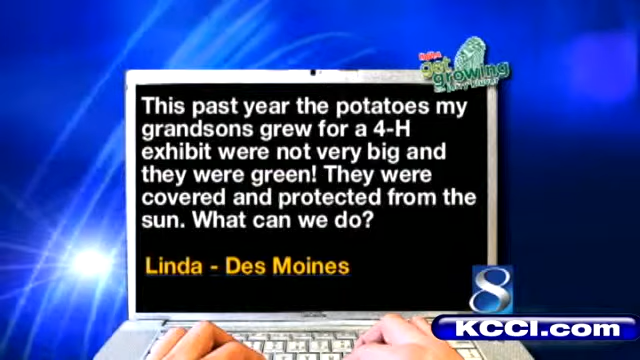 get
growing
This past year the potatoes my
grandsons grew for a 4-H
exhibit were not very big and
they were green! They were
covered and protected from the
sun. What can we do?
Linda - Des Moines
8
KCCI.com